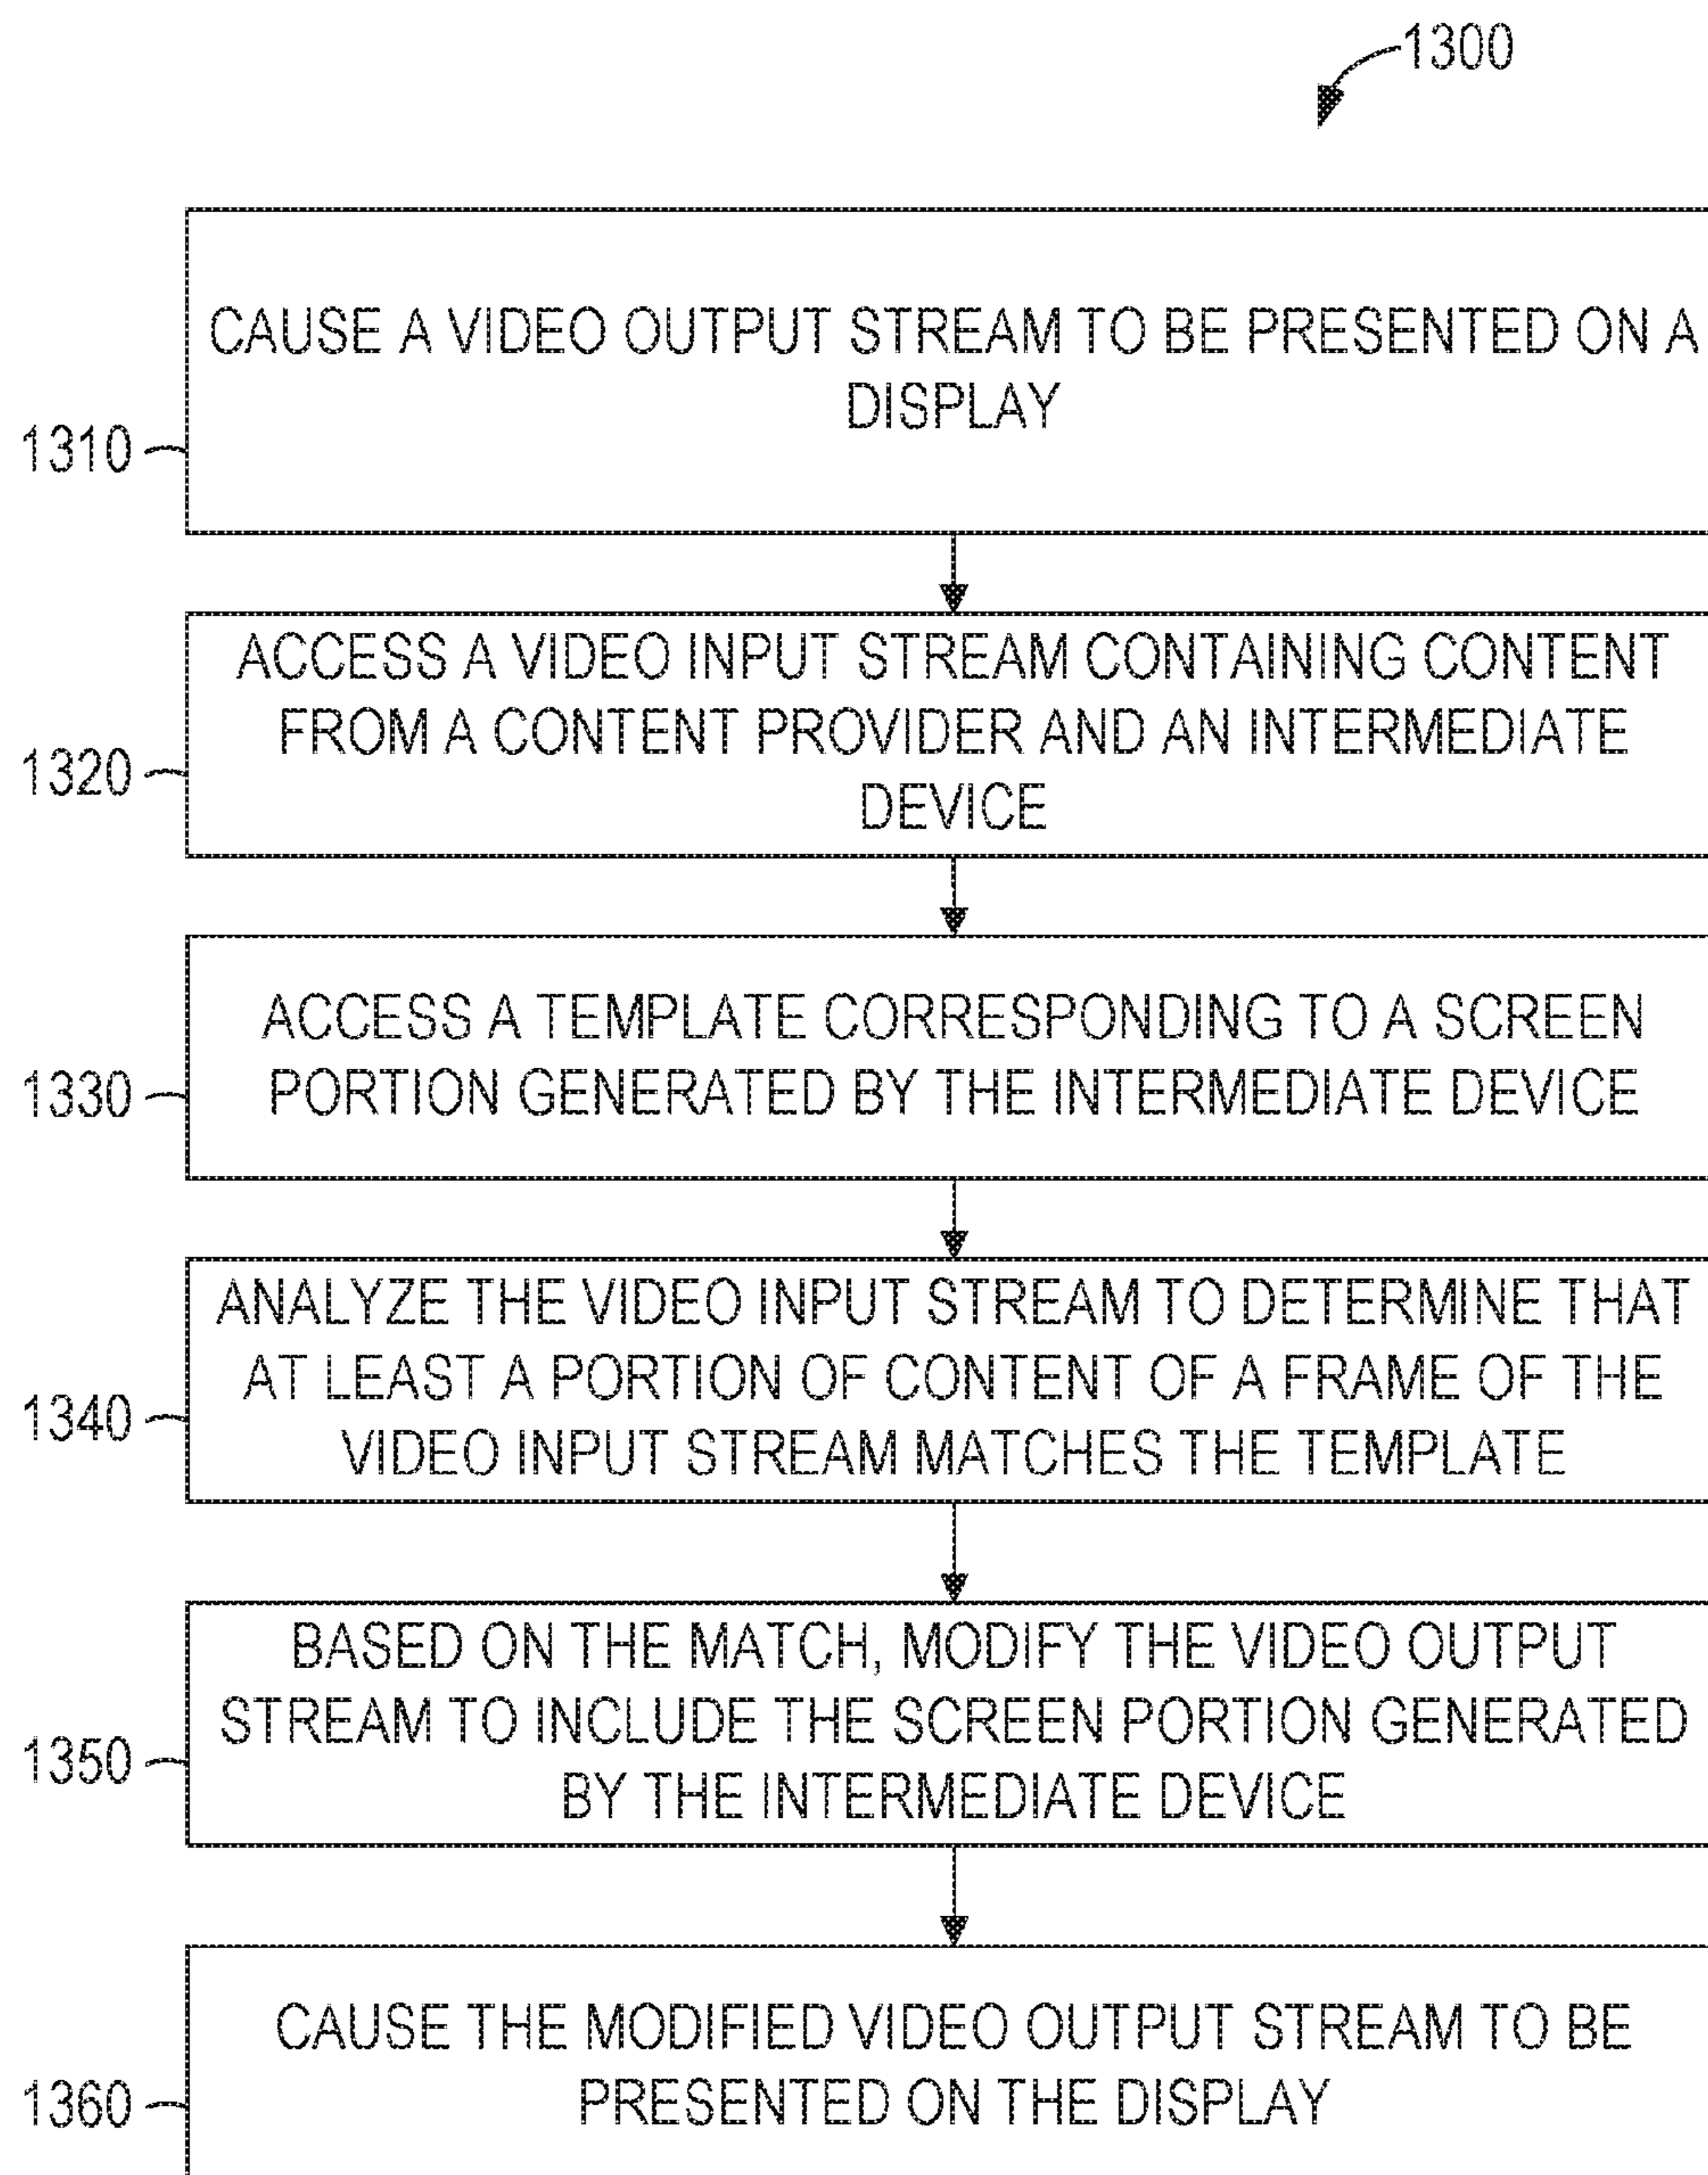 1300
CAUSE A VIDEO OUTPUT STREAM TO BE PRESENTED ON A
DISPLAY
1310
ACCESS A VIDEO INPUT STREAM CONTAINING CONTENT
FROM A CONTENT PROVIDER AND AN INTERMEDIATE
DEVICE
1320
ACCESS A TEMPLATE CORRESPONDING TO A SCREEN
PORTION GENERATED BY THE INTERMEDIATE DEVICE
1330
ANALYZE THE VIDEO INPUT STREAM TO DETERMINE THAT
AT LEAST A PORTION OF CONTENT OF A FRAME OF THE
VIDEO INPUT STREAM MATCHES THE TEMPLATE
1340
BASED ON THE MATCH, MODIFY THE VIDEO OUTPUT
STREAM TO INCLUDE THE SCREEN PORTION GENERATED
BY THE INTERMEDIATE DEVICE
1350
CAUSE THE MODIFIED VIDEO OUTPUT STREAM TO BE
PRESENTED ON THE DISPLAY
1360